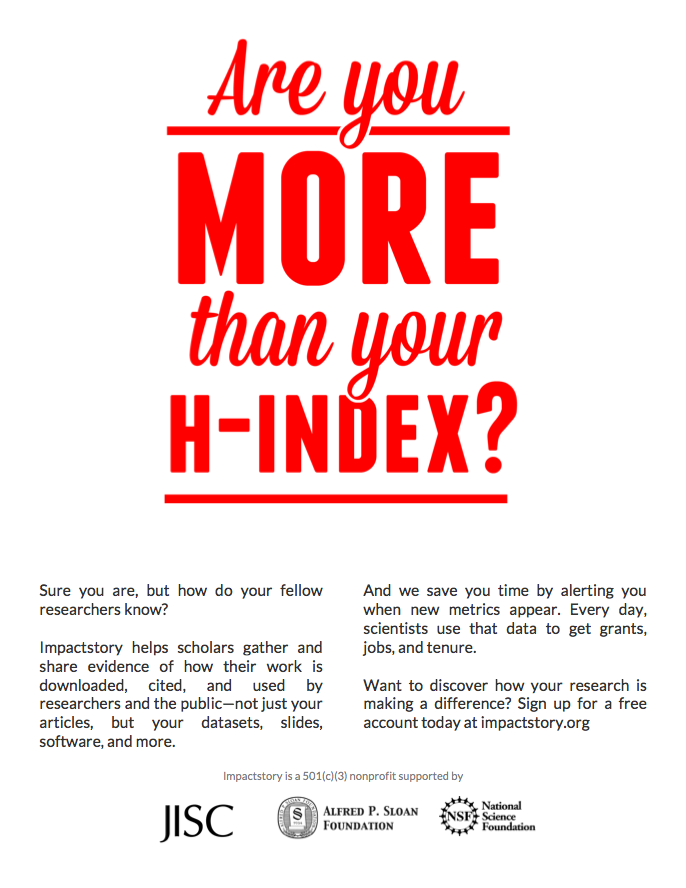 Are you
MORE
than your
H-INDEX?
Sure you are, but how do your fellow
researchers know?
Impactstory helps scholars gather and
share evidence of how their work is
downloaded, cited, and used by
researchers and the public—not just your
articles, but your datasets, slides,
software, and more.
And we save you time by alerting you
when new metrics appear. Every day,
scientists use that data to get grants,
jobs, and tenure.
Want to discover how your research is
making a difference? Sign up for a free
account today at impactstory.org
Impactstory is a 501(c)(3) nonprofit supported by
JISC
ALFRED P. SLOAN
FOUNDATION
NSF
National
Science
Foundation